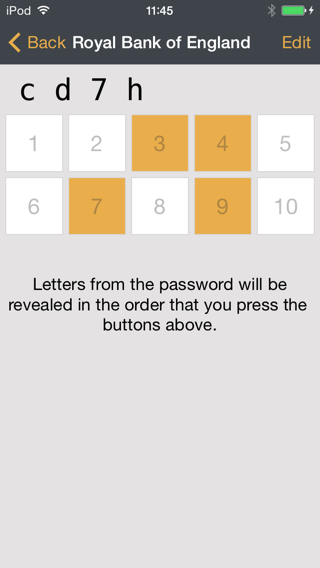 iPod 11:45
Back Royal Bank of England Edit
c d 7 h
1 2 3 4 5
6 7 8 9 10
Letters from the password will be
revealed in the order that you press the
buttons above.